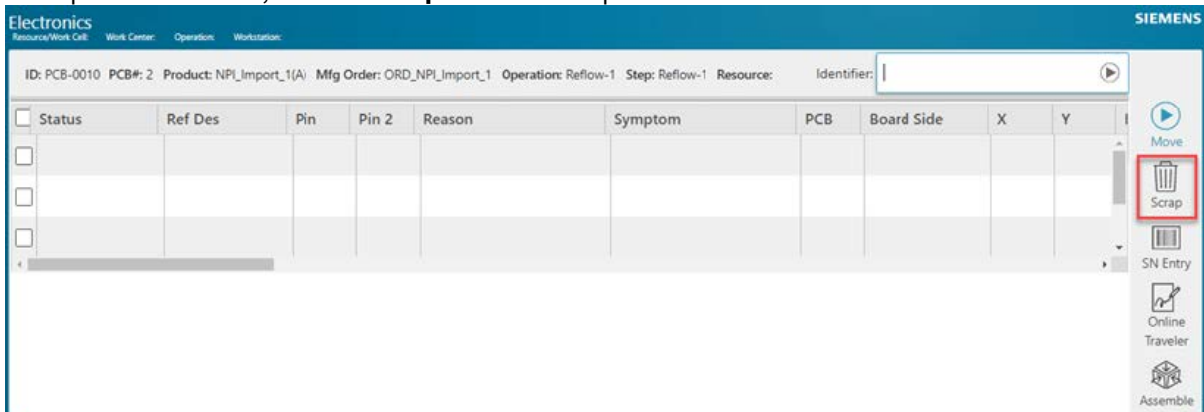 Electronics
SIEMENS
Resource/Work Cell: Work Center: Operation: Workstation:
ID: PCB-0010 PCB#: 2 Product: NPI_Import_1(A) Mfg Order: ORD_NPI_Import_1 Operation: Reflow-1 Step: Reflow-1 Resource: Identifier:
Status Ref Des Pin Pin 2 Reason Symptom PCB Board Side X Y
Move
Scrap
SN Entry
Online
Traveler
Assemble